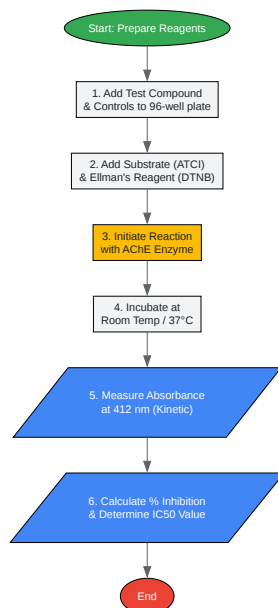 Start: Prepare Reagents
1. Add Test Compound
& Controls to 96-well plate
2. Add Substrate (ATCI)
& Ellman's Reagent (DTNB)
3. Initiate Reaction
with AChE Enzyme
4. Incubate at
Room Temp / 37°C
5. Measure Absorbance
at 412 nm (Kinetic)
6. Calculate % Inhibition
& Determine IC50 Value
End